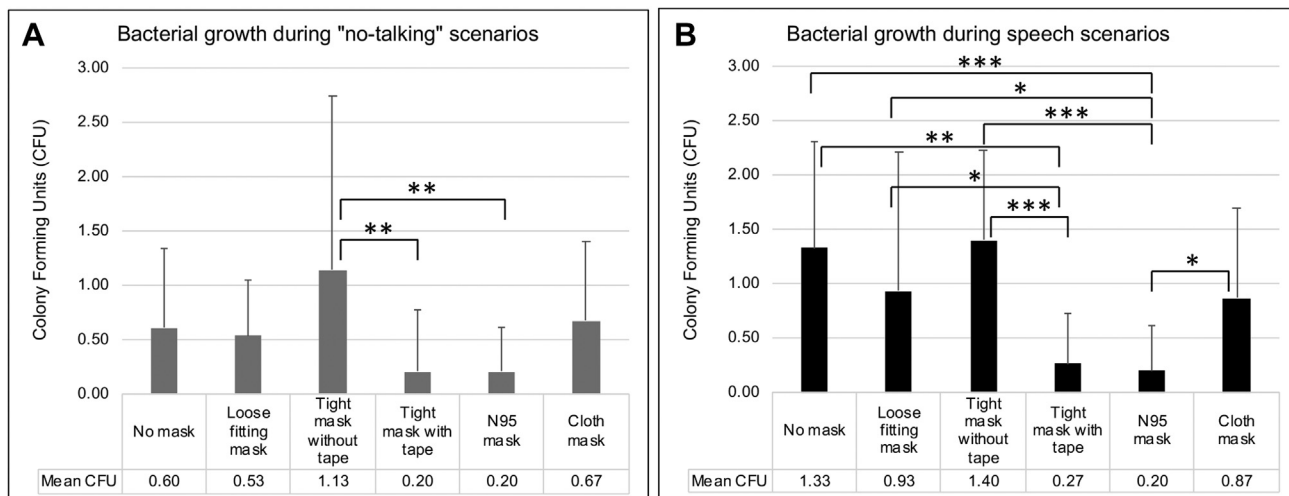 A
Bacterial growth during "no-talking" scenarios
Colony Forming Units (CFU)
3.00
2.50
2.00
1.50
1.00
0.50
0.00
**
**
No mask
Loose
fitting
mask
Tight
mask
without
tape
Tight
mask with
tape
N95
mask
Cloth
mask
Mean CFU 0.60 0.53 1.13 0.20 0.20 0.67
B
Bacterial growth during speech scenarios
Colony Forming Units (CFU)
3.00
2.50
2.00
1.50
1.00
0.50
0.00
***
*
***
**
*
***
*
No mask
Loose
fitting
mask
Tight
mask
without
tape
Tight
mask with
tape
N95
mask
Cloth
mask
Mean CFU 1.33 0.93 1.40 0.27 0.20 0.87